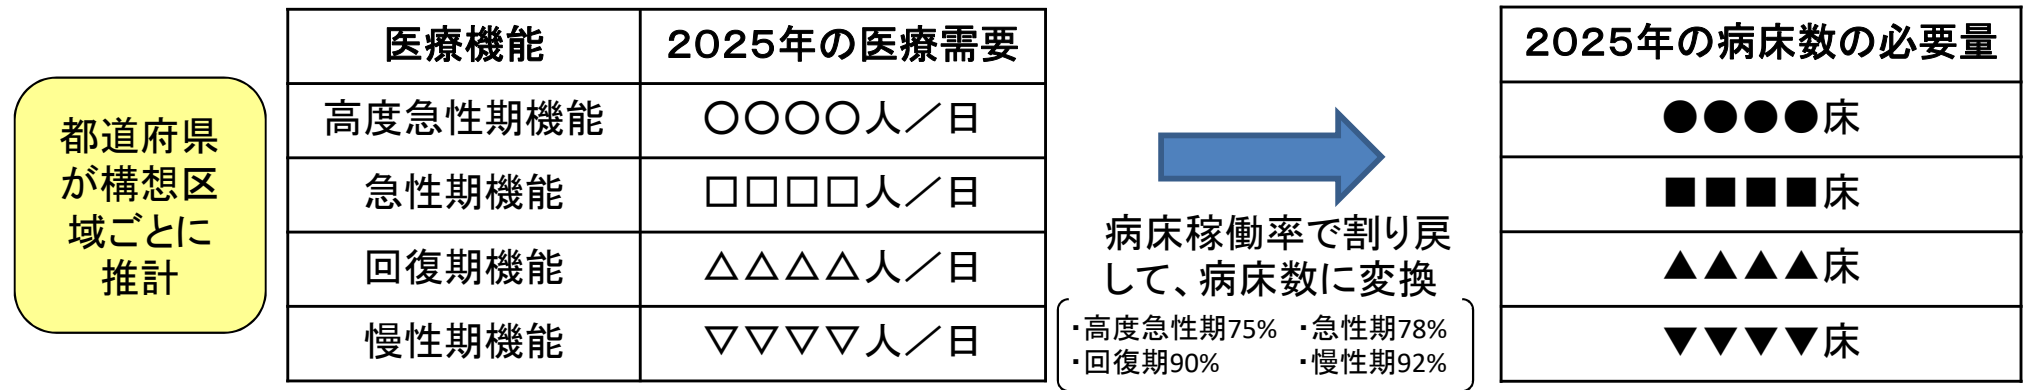 都道府県
が構想区
域ごとに
推計
医療機能 2025年の医療需要
高度急性期機能 ○○○○人／日
急性期機能 □□□□人／日
回復期機能 △△△△人／日
慢性期機能 ▽▽▽▽人／日
病床稼働率で割り戻
して、病床数に変換
・高度急性期75% ・急性期78%
・回復期90% ・慢性期92%
2025年の病床数の必要量
●●●●床
■■■■床
▲▲▲▲床
▼▼▼▼床